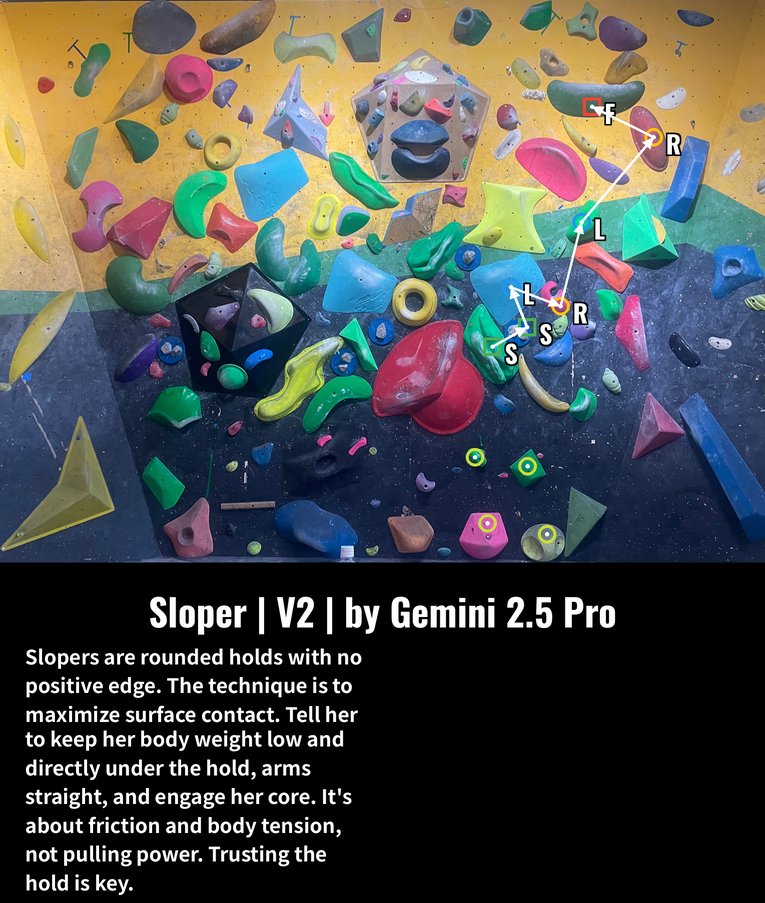 F
R
L
L
R
S
S
Sloper | V2 | by Gemini 2.5 Pro
Slopers are rounded holds with no
positive edge. The technique is to
maximize surface contact. Tell her
to keep her body weight low and
directly under the hold, arms
straight, and engage her core. It's
about friction and body tension,
not pulling power. Trusting the
hold is key.